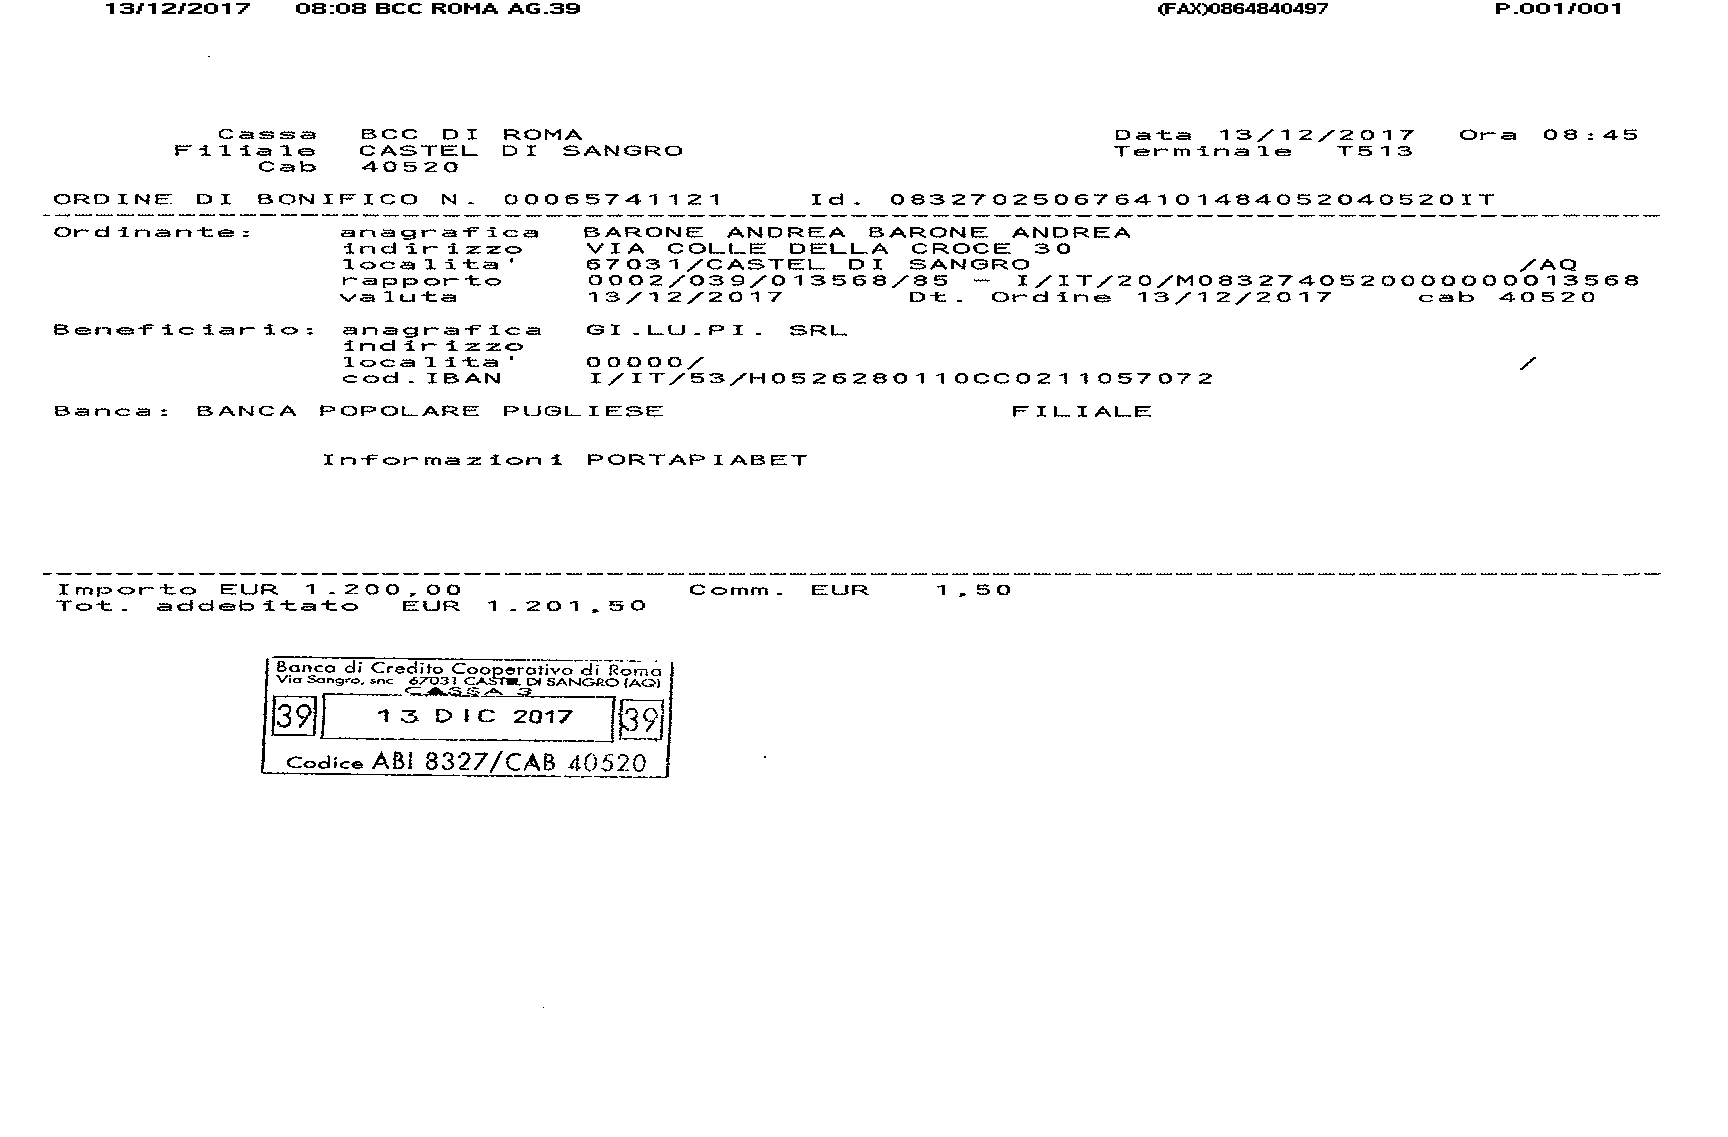 13/12/2017 08:08 BCC ROMA AG.39 (FAX)0864840497 P.001/001
Cassa BCC DI ROMA Data 13/12/2017 Ora 08:45
Filiale CASTEL DI SANGRO Terminale T513
Cab 40520
ORDINE DI BONIFICO N. 00065741121 Id. 0832702506764101484052040520IT
Ordinante: anagrafica BARONE ANDREA BARONE ANDREA
indirizzo VIA COLLE DELLA CROCE 30
localita' 67031/CASTEL DI SANGRO /AQ
rapporto 0002/039/013568/85 - I/IT/20/M0832740520000000013568
valuta 13/12/2017 Dt. Ordine 13/12/2017 cab 40520
Beneficiario: anagrafica GI.LU.PI. SRL
indirizzo
localita' 00000/ /
cod.IBAN I/IT/53/H0526280110CC0211057072
Banca: BANCA POPOLARE PUGLIESE FILIALE
Informazioni PORTAPIABET
Importo EUR 1.200,00 Comm. EUR 1,50
Tot. addebitato EUR 1.201,50
Banca di Credito Cooperativo di Roma
Via Sangro, snc 67031 CASTEL DI SANGRO (AQ)
CASSA 3
39 13 DIC 2017 39
Codice ABI 8327/CAB 40520